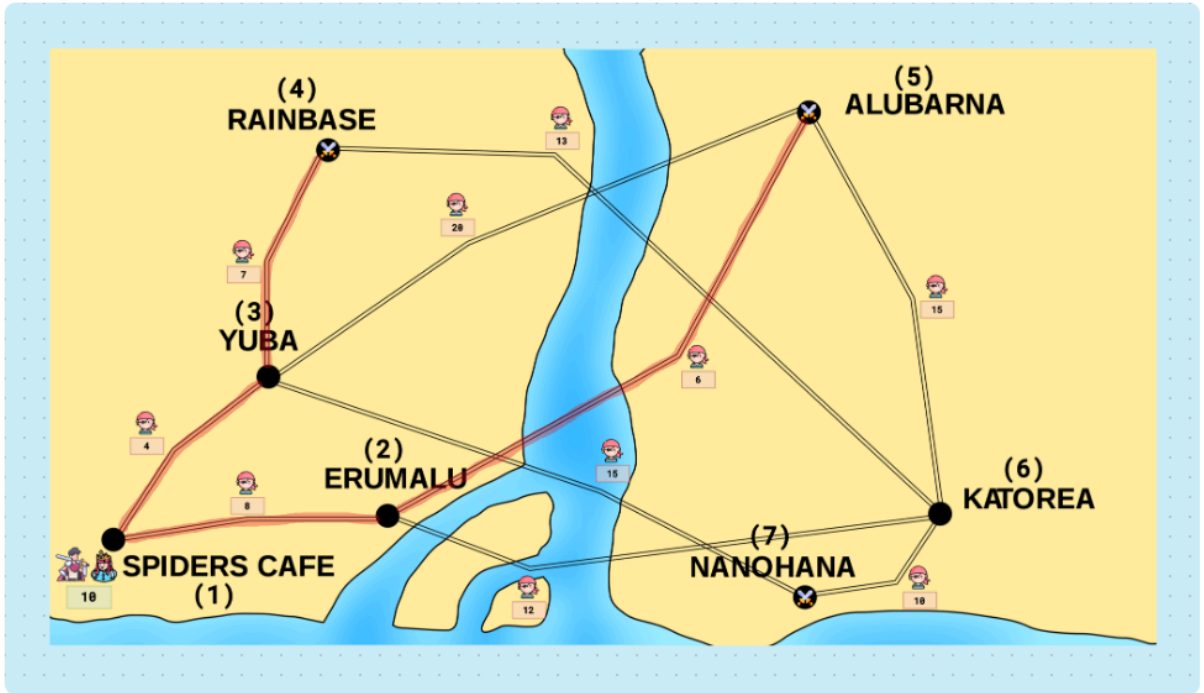 (4)
RAINBASE
(5)
ALUBARNA
13
20
7
15
(3)
YUBA
6
4
(2)
ERUMALU
8
15
(6)
KATOREA
(7)
NANOHANA
SPIDERS CAFE
(1)
10
12
10